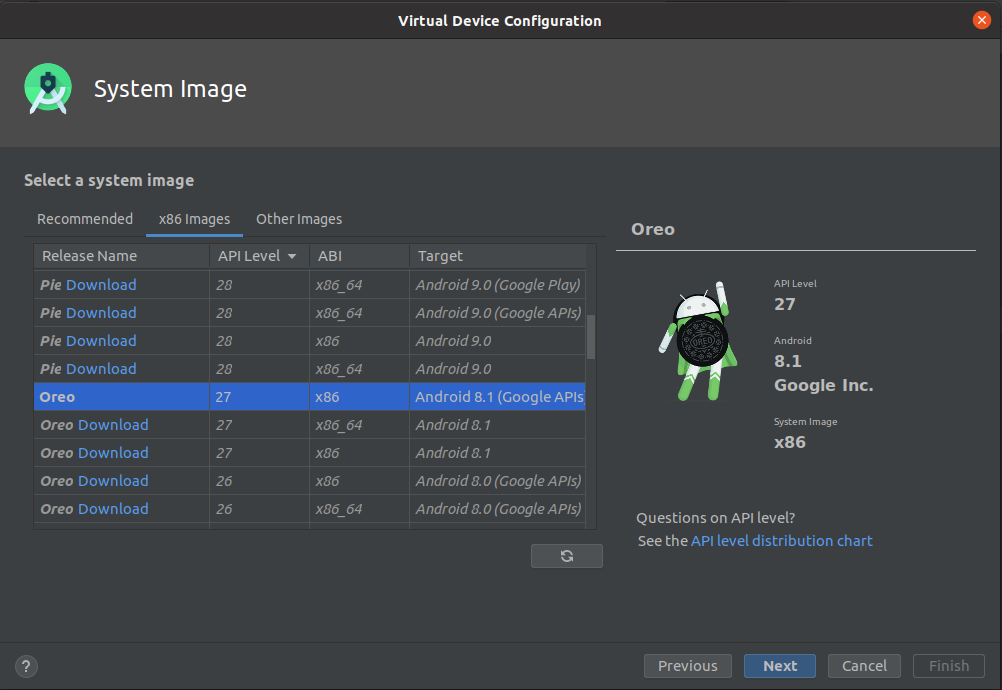 Virtual Device Configuration
System Image
Select a system image
Recommended x86 Images Other Images
Release Name API Level ABI Target
Pie Download 28 x86_64 Android 9.0 (Google Play)
Pie Download 28 x86_64 Android 9.0 (Google APIs)
Pie Download 28 x86 Android 9.0
Pie Download 28 x86_64 Android 9.0
Oreo 27 x86 Android 8.1 (Google APIs
Oreo Download 27 x86_64 Android 8.1
Oreo Download 27 x86 Android 8.1
Oreo Download 26 x86 Android 8.0 (Google APIs)
Oreo Download 26 x86_64 Android 8.0 (Google APIs)
Oreo
OREO
API Level
27
Android
8.1
Google Inc.
System Image
x86
Questions on API level?
See the API level distribution chart
? Previous Next Cancel Finish